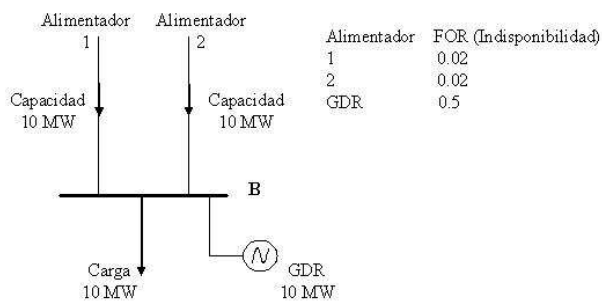 Alimentador Alimentador
1 2
Capacidad Capacidad
10 MW 10 MW
B
Carga GDR
10 MW 10 MW
Alimentador FOR (Indisponibilidad)
1 0.02
2 0.02
GDR 0.5